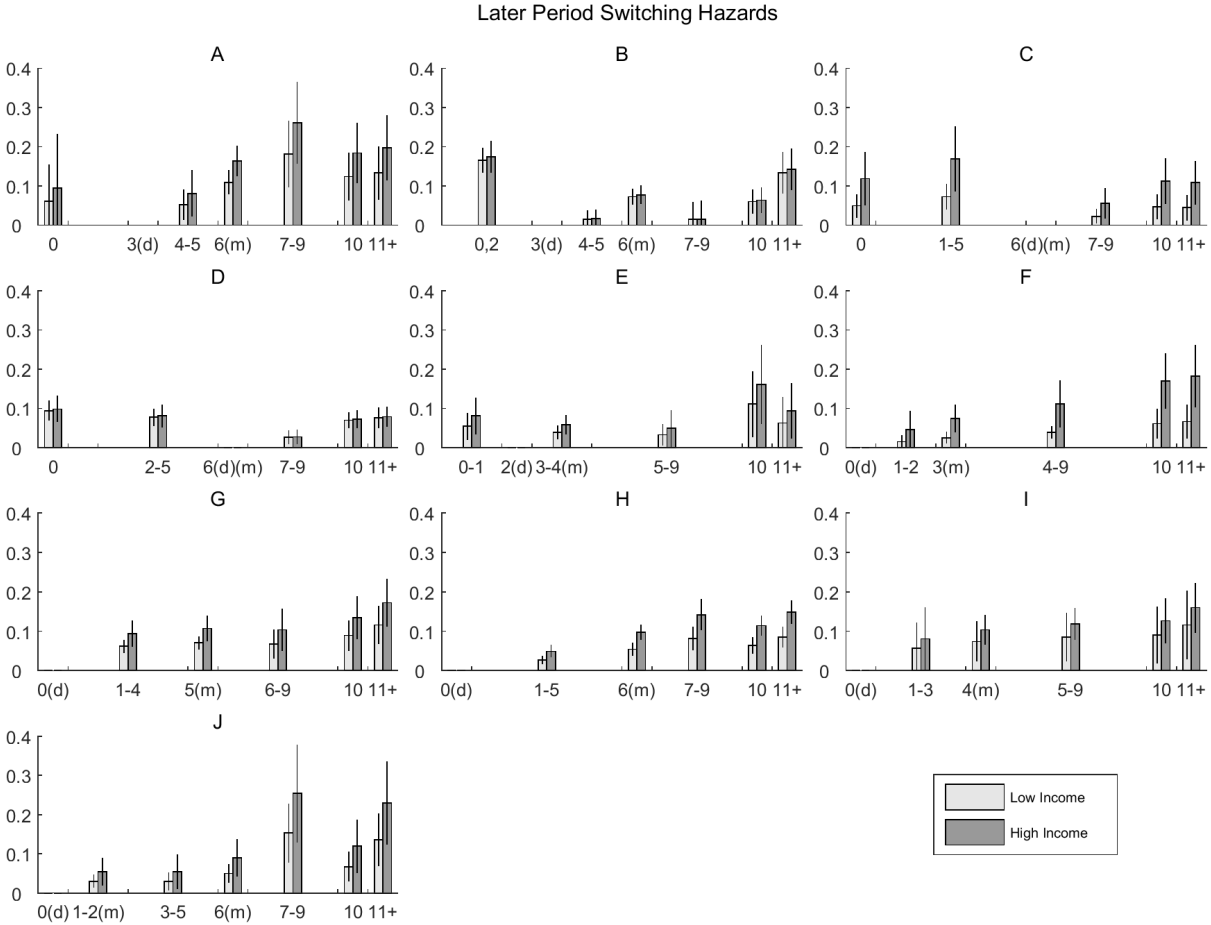 Later Period Switching Hazards
A
B
C
0.4
0.3
0.2
0.1
0
0 3(d) 4-5 6(m) 7-9 10 11+
0.4
0.3
0.2
0.1
0
0,2 3(d) 4-5 6(m) 7-9 10 11+
0.4
0.3
0.2
0.1
0
0 1-5 6(d)(m) 7-9 10 11+
D
E
F
0.4
0.3
0.2
0.1
0
0 2-5 6(d)(m) 7-9 10 11+
0.4
0.3
0.2
0.1
0
0-1 2(d) 3-4(m) 5-9 10 11+
0.4
0.3
0.2
0.1
0
0(d) 1-2 3(m) 4-9 10 11+
G
H
I
0.4
0.3
0.2
0.1
0
0(d) 1-4 5(m) 6-9 10 11+
0.4
0.3
0.2
0.1
0
0(d) 1-5 6(m) 7-9 10 11+
0.4
0.3
0.2
0.1
0
0(d) 1-3 4(m) 5-9 10 11+
J
0.4
0.3
0.2
0.1
0
0(d) 1-2(m) 3-5 6(m) 7-9 10 11+
Low Income
High Income